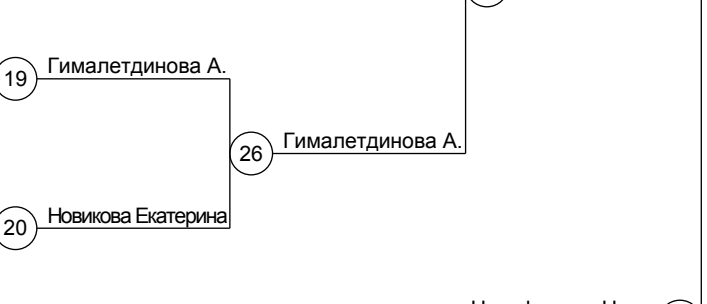 19 Гималетдинова А.
26 Гималетдинова А.
20 Новикова Екатерина